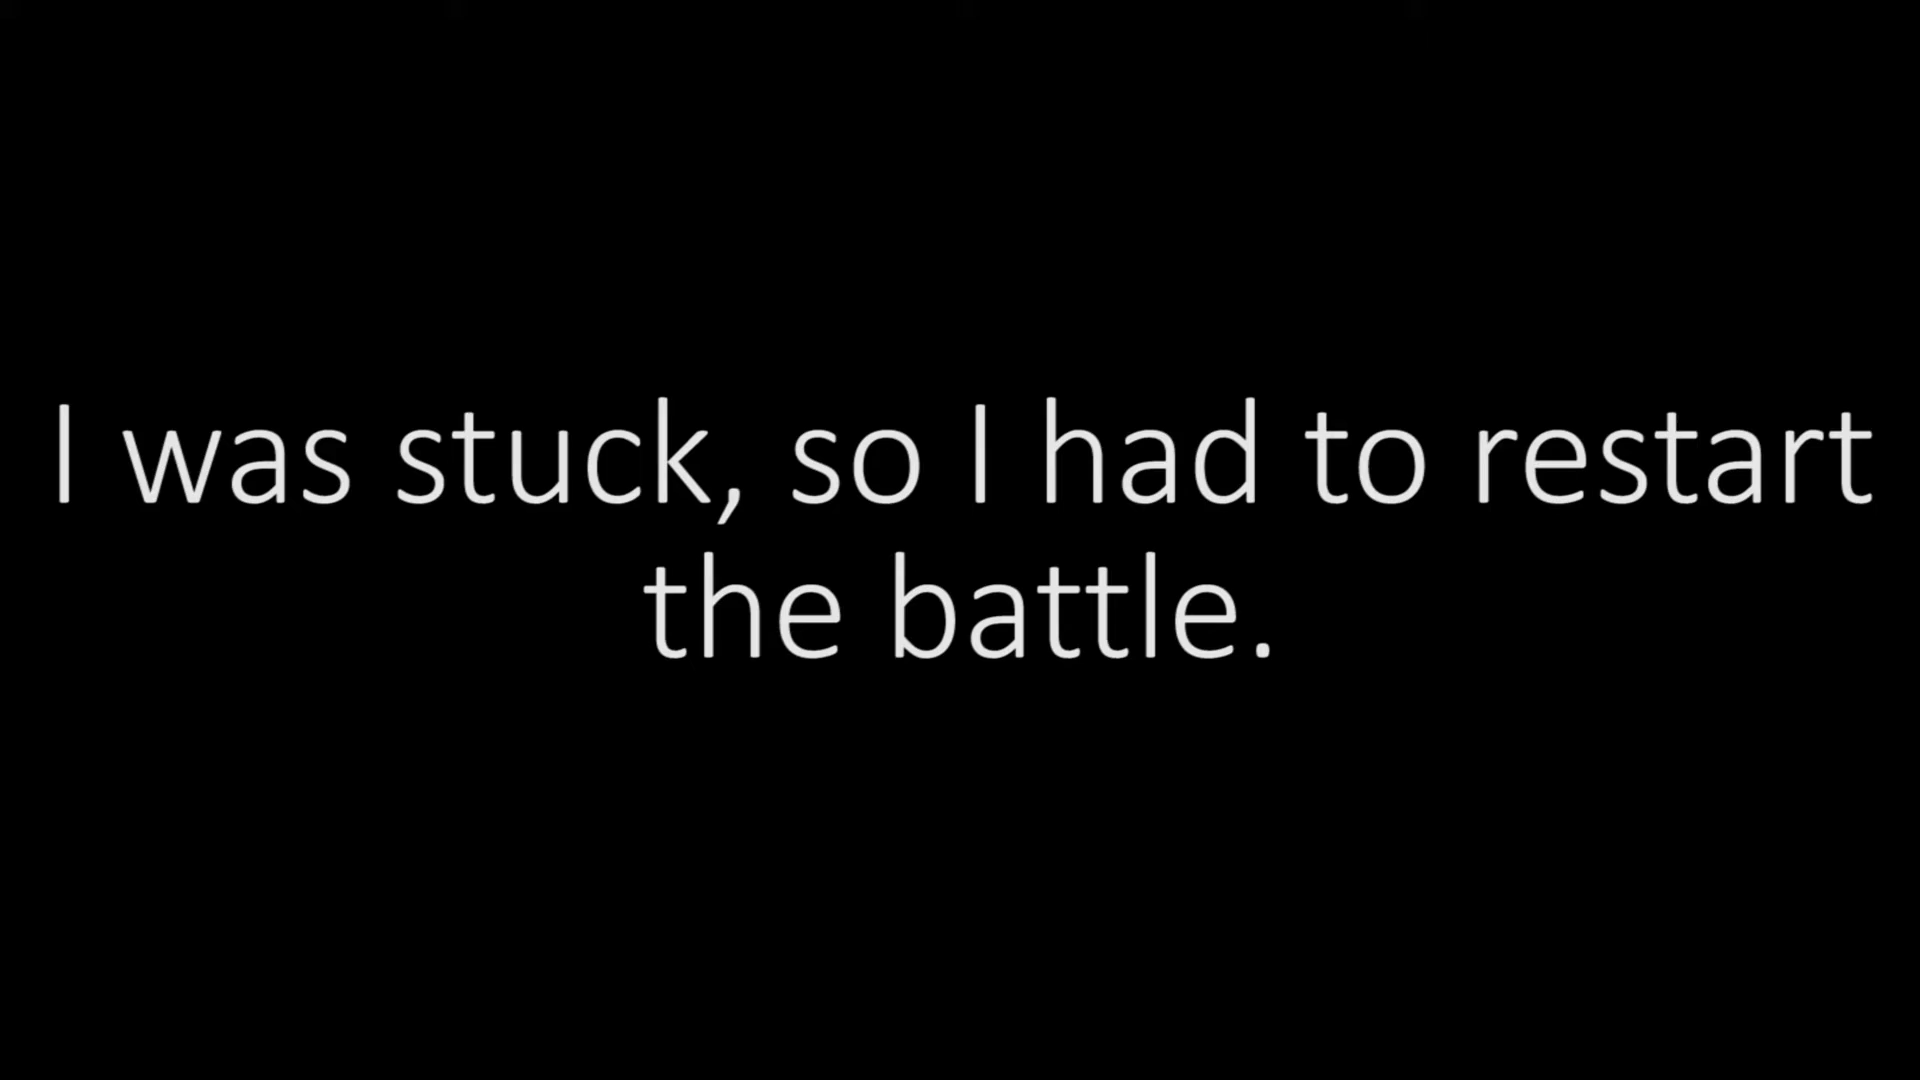 I was stuck, so I had to restart
the battle.